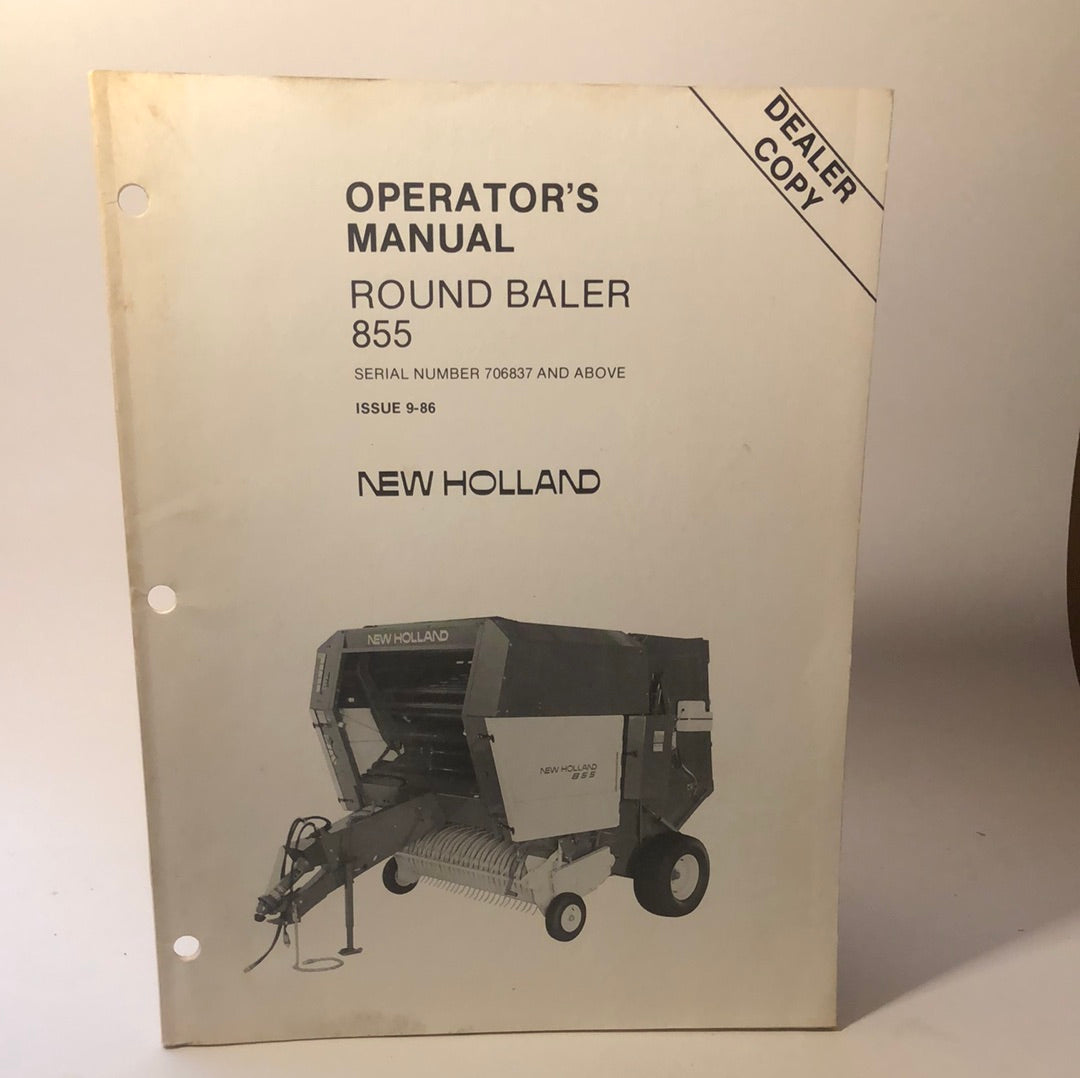 DEALER
COPY
OPERATOR'S
MANUAL
ROUND BALER
855
SERIAL NUMBER 706837 AND ABOVE
ISSUE 9-86
NEW HOLLAND
NEW HOLLAND
NEW HOLLAND
855